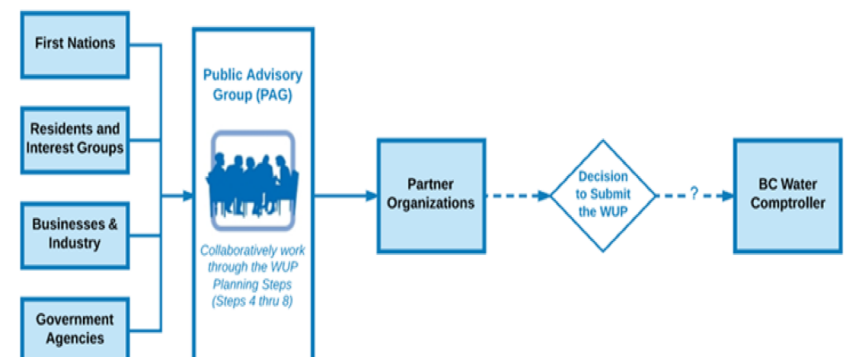 First Nations
Residents and
Interest Groups
Businesses &
Industry
Government
Agencies
Public Advisory
Group (PAG)
Collaboratively work
through the WUP
Planning Steps
(Steps 4 thru 8)
Partner
Organizations
Decision
to Submit
the WUP
?
BC Water
Comptroller